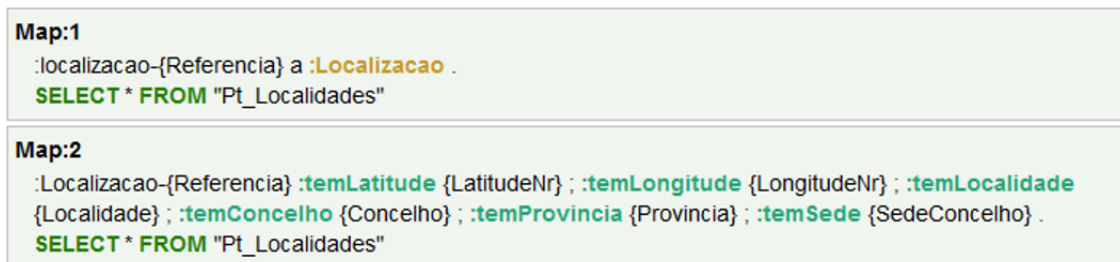 Map:1
:localizacao-{Referencia} a :Localizacao .
SELECT * FROM "Pt_Localidades"
Map:2
:Localizacao-{Referencia} :temLatitude {LatitudeNr} ; :temLongitude {LongitudeNr} ; :temLocalidade
{Localidade} ; :temConcelho {Concelho} ; :temProvincia {Provincia} ; :temSede {SedeConcelho} .
SELECT * FROM "Pt_Localidades"